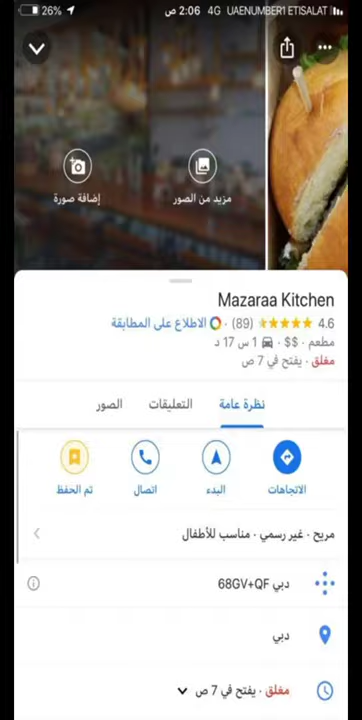 26% 2:06 ص 4G UAENUMBER1 ETISALAT
إضافة صورة
مزيد من الصور
Mazaraa Kitchen
4.6 (89) · الاطلاع على المطابقة
مطعم · $$ · 1 س 17 د
مغلق · يفتح في 7 ص
نظرة عامة
التعليقات
الصور
الاتجاهات
البدء
اتصال
تم الحفظ
مريح · غير رسمي · مناسب للأطفال
68GV+QF دبي
دبي
مغلق · يفتح في 7 ص